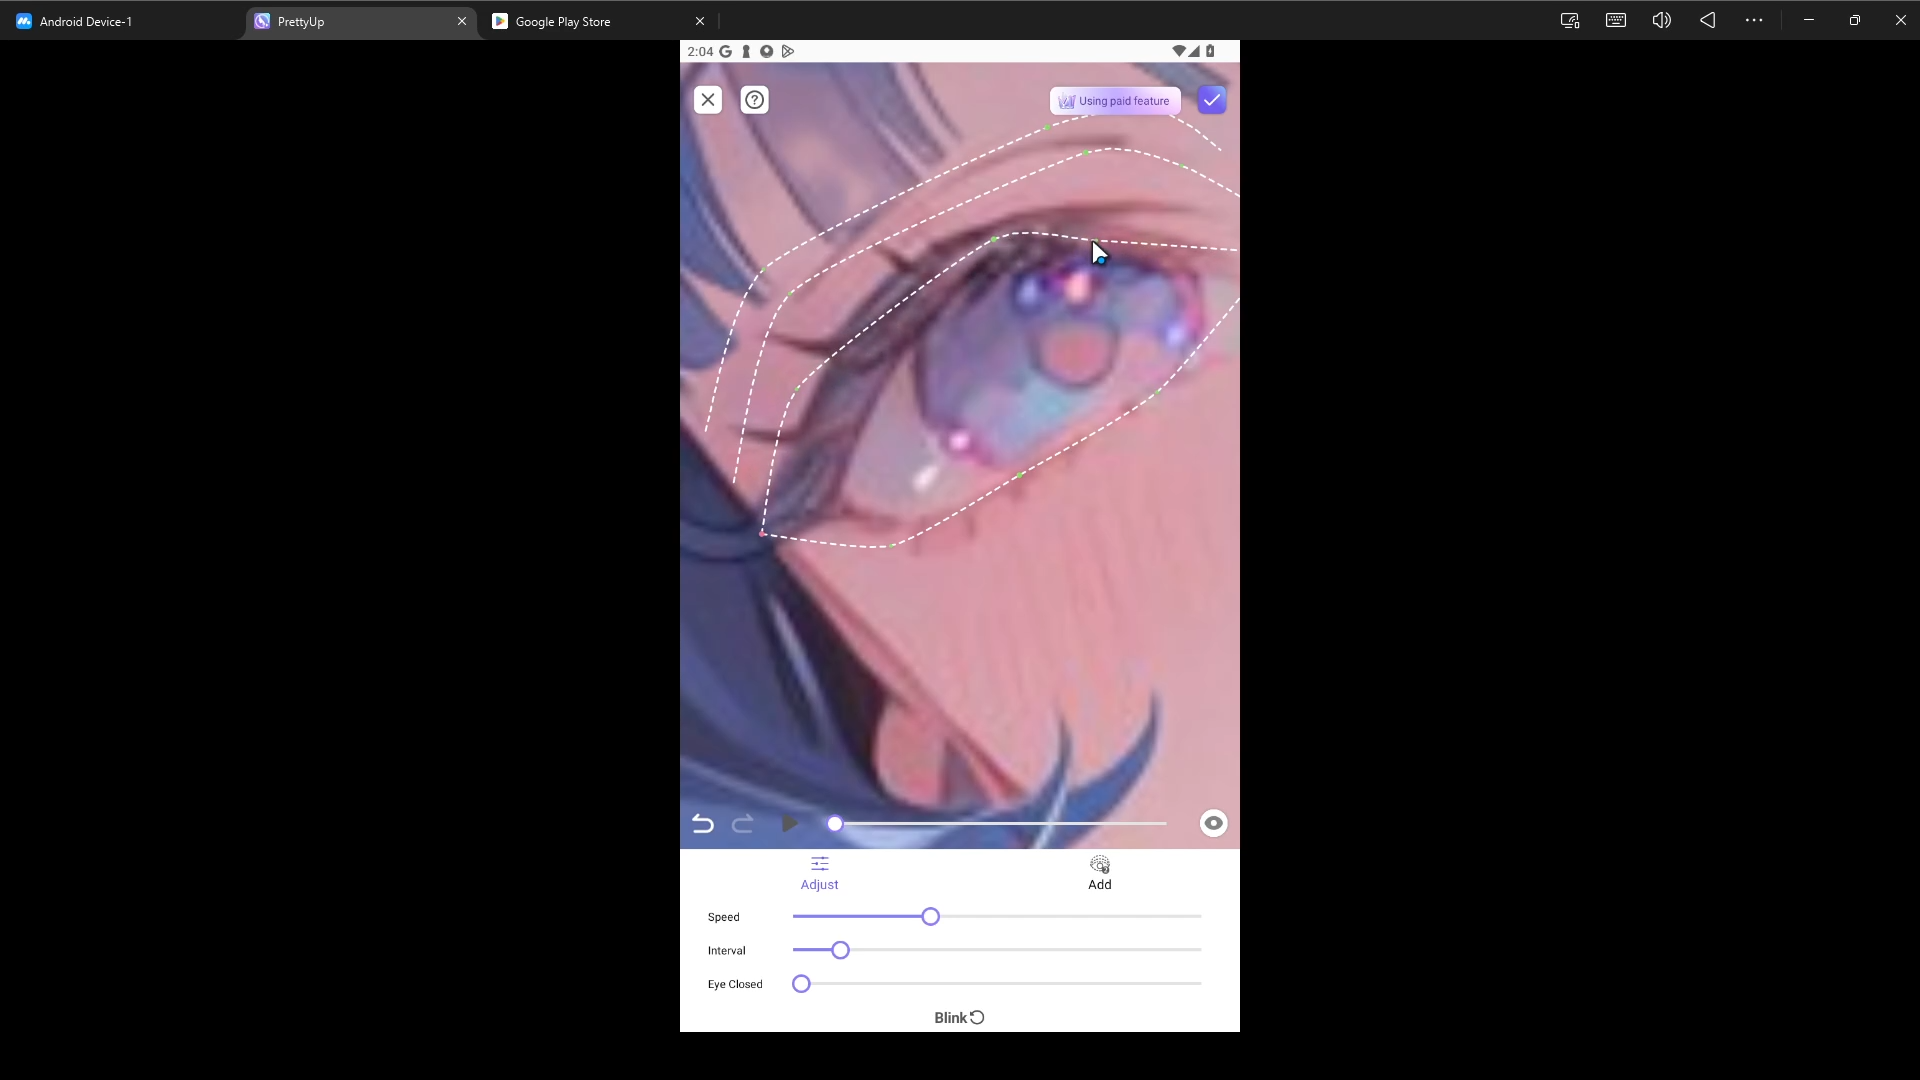 Android Device-1
PrettyUp
Google Play Store
2:04
Using paid feature
Adjust
Add
Speed
Interval
Eye Closed
Blink